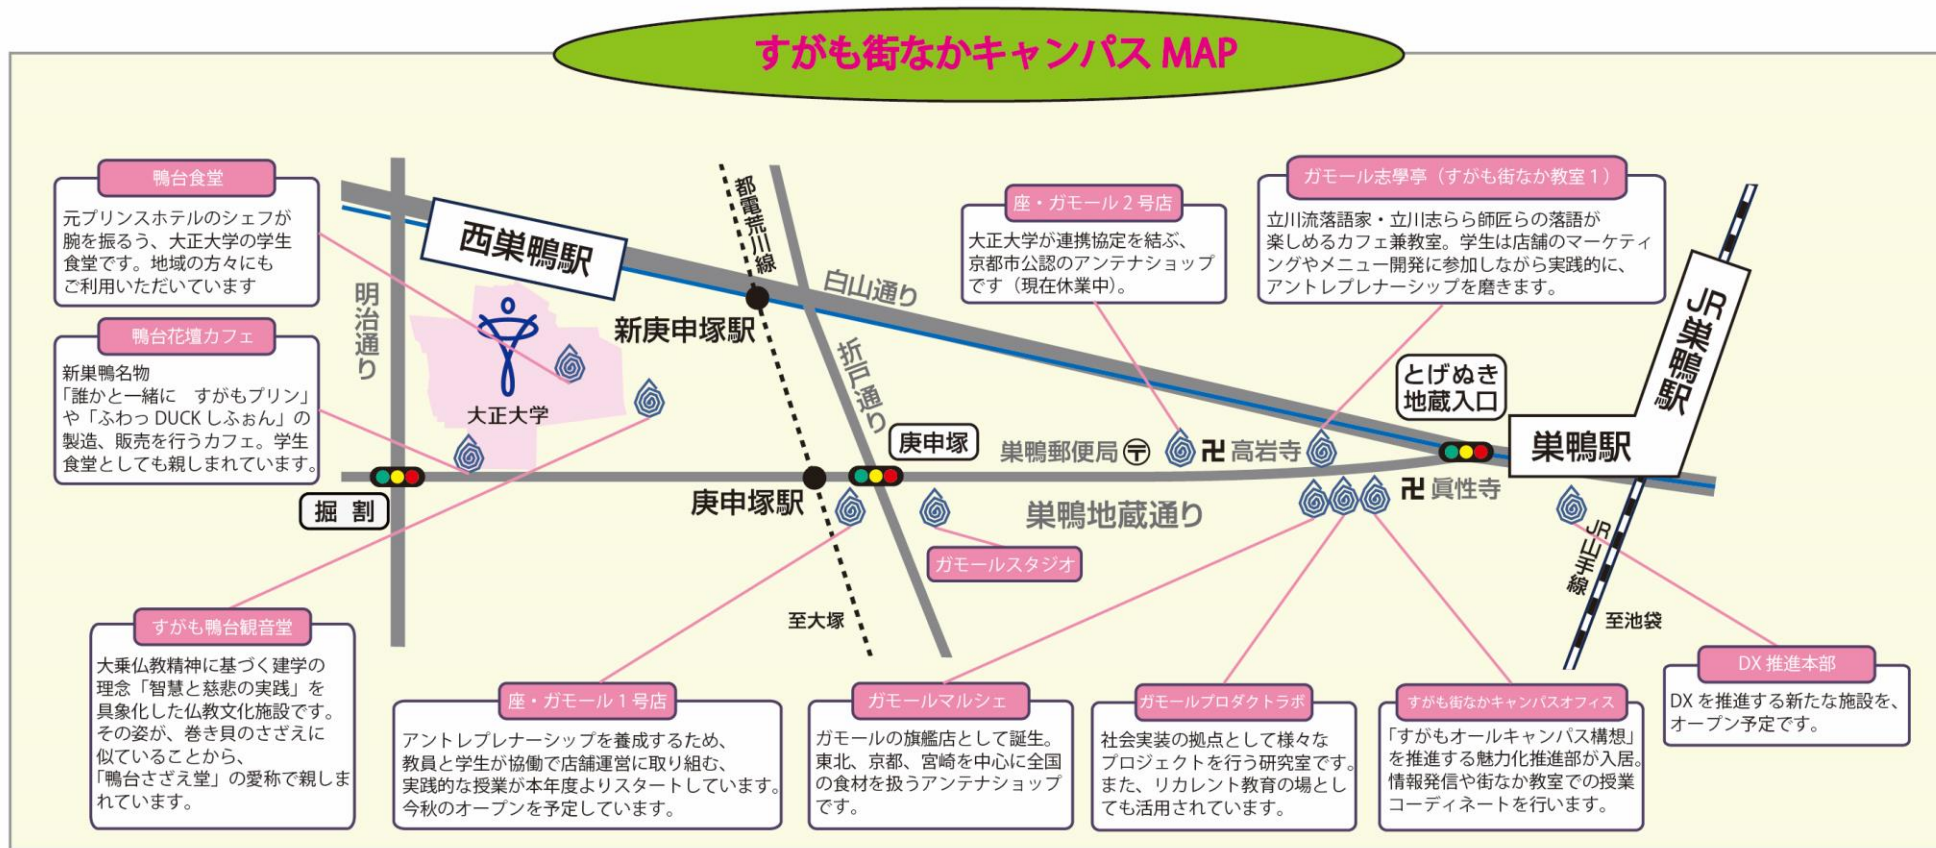 すがも街なかキャンパス MAP
鴨台食堂
元プリンスホテルのシェフが
腕を振るう、大正大学の学生
食堂です。地域の方々にも
ご利用いただいています
鴨台花壇カフェ
新巣鴨名物
「誰かと一緒に　すがもプリン」
や「ふわっ DUCK しふぉん」の
製造、販売を行うカフェ。学生
食堂としても親しまれています。
明治通り
西巣鴨駅
大正大学
都電荒川線
新庚申塚駅
白山通り
折戸通り
座・ガモール２号店
大正大学が連携協定を結ぶ、
京都市公認のアンテナショップ
です（現在休業中）。
ガモール志學亭（すがも街なか教室１）
立川流落語家・立川志らら師匠らの落語が
楽しめるカフェ兼教室。学生は店舗のマーケティ
ングやメニュー開発に参加しながら実践的に、
アントレプレナーシップを磨きます。
とげぬき
地蔵入口
JR巣鴨駅
巣鴨駅
庚申塚
巣鴨郵便局〒
卍高岩寺
卍眞性寺
掘割
庚申塚駅
巣鴨地蔵通り
ガモールスタジオ
JR山手線
至大塚
至池袋
すがも鴨台観音堂
大乗仏教精神に基づく建学の
理念「智慧と慈悲の実践」を
具象化した仏教文化施設です。
その姿が、巻き貝のさざえに
似ていることから、
「鴨台さざえ堂」の愛称で親しま
れています。
座・ガモール１号店
アントレプレナーシップを養成するため、
教員と学生が協働で店舗運営に取り組む、
実践的な授業が本年度よりスタートしています。
今秋のオープンを予定しています。
ガモールマルシェ
ガモールの旗艦店として誕生。
東北、京都、宮崎を中心に全国
の食材を扱うアンテナショップ
です。
ガモールプロダクトラボ
社会実装の拠点として様々な
プロジェクトを行う研究室です。
また、リカレント教育の場とし
ても活用されています。
すがも街なかキャンパスオフィス
「すがもオールキャンパス構想」
を推進する魅力化推進部が入居。
情報発信や街なか教室での授業
コーディネートを行います。
DX 推進本部
DX を推進する新たな施設を、
オープン予定です。